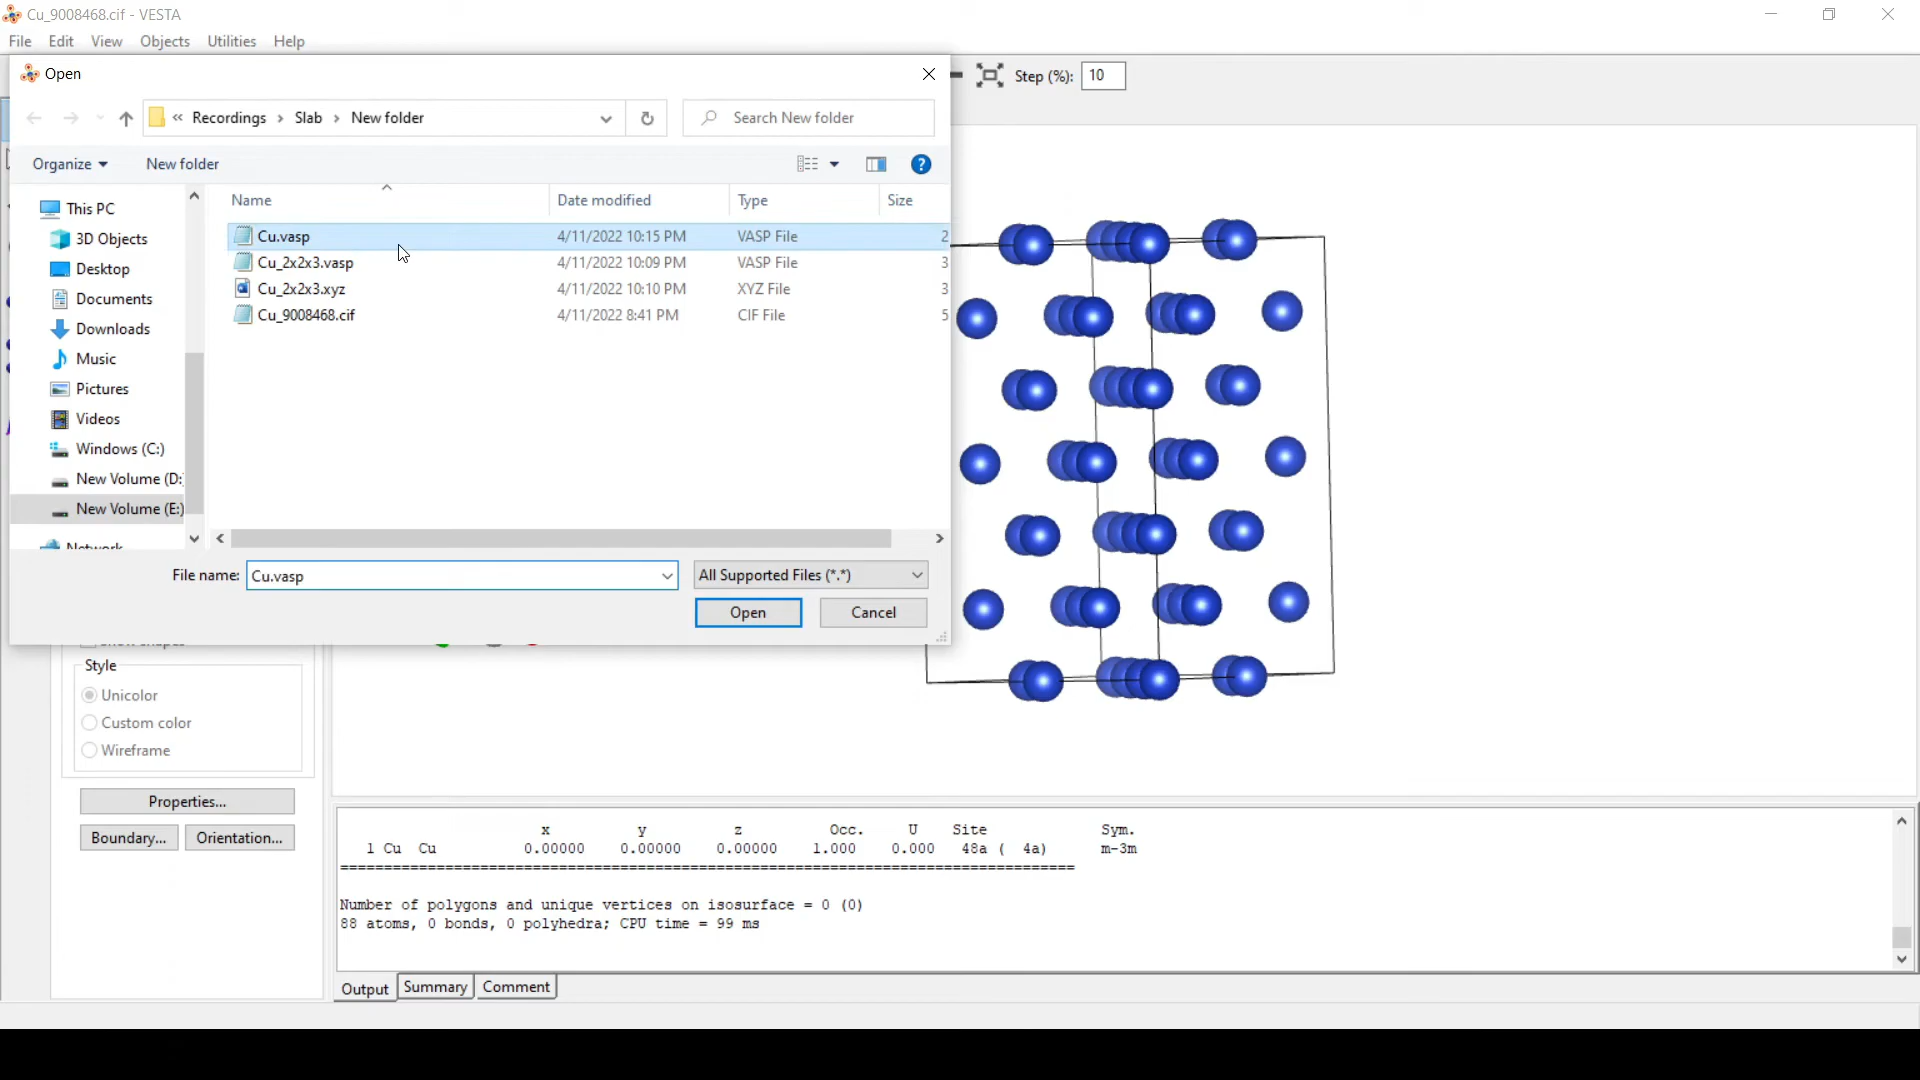 Cu_9008468.cif - VESTA
File Edit View Objects Utilities Help
Open
Step (%): 10
« Recordings › Slab › New folder
Search New folder
Organize New folder
Name Date modified Type Size
This PC
3D Objects
Desktop
Documents
Downloads
Music
Pictures
Videos
Windows (C:)
New Volume (D:
New Volume (E:)
Network
Cu.vasp 4/11/2022 10:15 PM VASP File 2
Cu_2x2x3.vasp 4/11/2022 10:09 PM VASP File 3
Cu_2x2x3.xyz 4/11/2022 10:10 PM XYZ File 3
Cu_9008468.cif 4/11/2022 8:41 PM CIF File 5
File name: Cu.vasp
All Supported Files (*.*)
Open Cancel
Style
Unicolor
Custom color
Wireframe
Properties...
Boundary... Orientation...
x y z Occ. U Site Sym.
1 Cu Cu 0.00000 0.00000 0.00000 1.000 0.000 48a ( 4a) m-3m
===========================================================================
Number of polygons and unique vertices on isosurface = 0 (0)
88 atoms, 0 bonds, 0 polyhedra; CPU time = 99 ms
Output Summary Comment